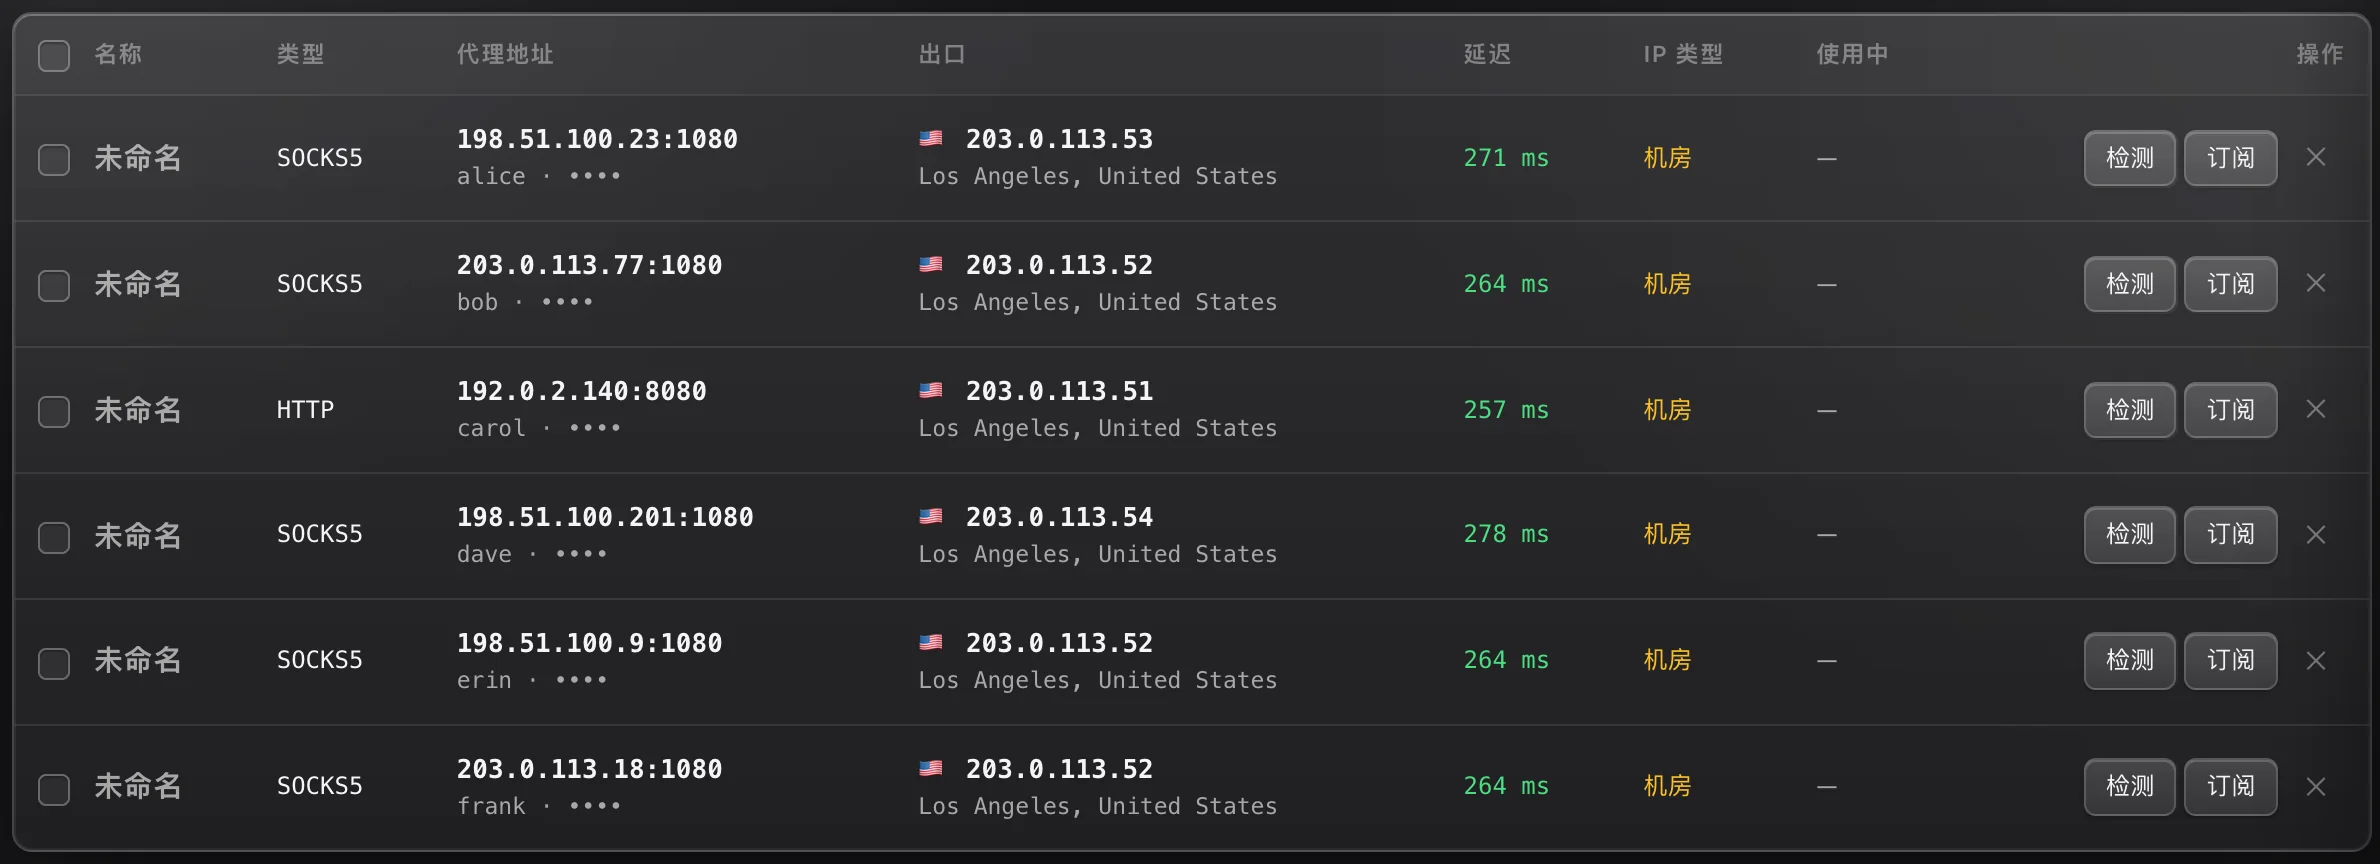 名称 类型 代理地址 出口 延迟 IP 类型 使用中 操作
未命名 SOCKS5 198.51.100.23:1080 203.0.113.53 271 ms 机房 — 检测 订阅 ×
alice · •••• Los Angeles, United States
未命名 SOCKS5 203.0.113.77:1080 203.0.113.52 264 ms 机房 — 检测 订阅 ×
bob · •••• Los Angeles, United States
未命名 HTTP 192.0.2.140:8080 203.0.113.51 257 ms 机房 — 检测 订阅 ×
carol · •••• Los Angeles, United States
未命名 SOCKS5 198.51.100.201:1080 203.0.113.54 278 ms 机房 — 检测 订阅 ×
dave · •••• Los Angeles, United States
未命名 SOCKS5 198.51.100.9:1080 203.0.113.52 264 ms 机房 — 检测 订阅 ×
erin · •••• Los Angeles, United States
未命名 SOCKS5 203.0.113.18:1080 203.0.113.52 264 ms 机房 — 检测 订阅 ×
frank · •••• Los Angeles, United States